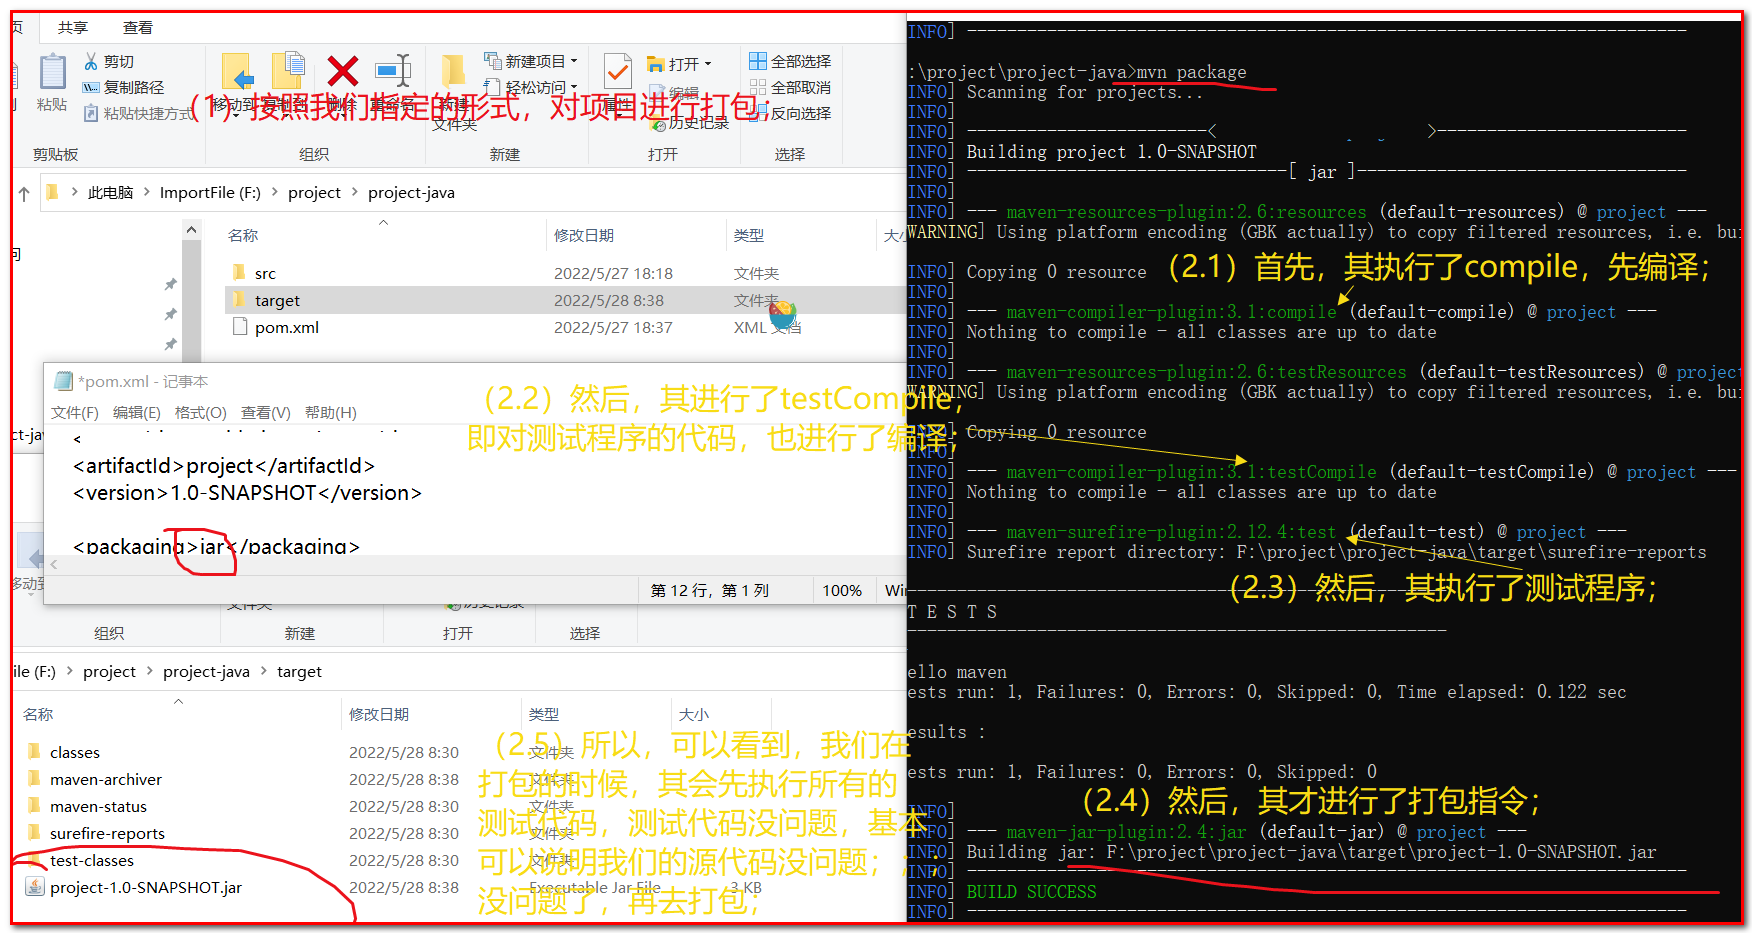 页 共享 查看
剪切
复制路径
粘贴
粘贴快捷方式
移动到 复制到 删除 重命名
新建
文件夹
新建项目
轻松访问
属性
打开
编辑
历史记录
全部选择
全部取消
反向选择
剪贴板 组织 新建 打开 选择
（1）按照我们指定的形式，对项目进行打包；
此电脑 > ImportFile (F:) > project > project-java
名称 修改日期 类型 大小
src 2022/5/27 18:18 文件夹
target 2022/5/28 8:38 文件夹
pom.xml 2022/5/27 18:37 XML 文档
*pom.xml - 记事本
文件(F) 编辑(E) 格式(O) 查看(V) 帮助(H)
<
<artifactId>project</artifactId>
<version>1.0-SNAPSHOT</version>
<packaging>jar</packaging>
第 12 行，第 1 列 100% Win
（2.2）然后，其进行了testCompile，
即对测试程序的代码，也进行了编译；
移动到
文件夹
历史记录
组织 新建 打开 选择
ile (F:) > project > project-java > target
名称 修改日期 类型 大小
classes 2022/5/28 8:30 文件夹
maven-archiver 2022/5/28 8:38 文件夹
maven-status 2022/5/28 8:30 文件夹
surefire-reports 2022/5/28 8:30 文件夹
test-classes 2022/5/28 8:30 文件夹
project-1.0-SNAPSHOT.jar 2022/5/28 8:38 Executable Jar File 3 KB
（2.5）所以，可以看到，我们在
打包的时候，其会先执行所有的
测试代码，测试代码没问题，基本
可以说明我们的源代码没问题；；；
没问题了，再去打包；
INFO] ------------------------------------------------------------------------
:\project\project-java>mvn package
INFO] Scanning for projects...
INFO]
INFO] ------------------------< >-------------------------
INFO] Building project 1.0-SNAPSHOT
INFO] --------------------------------[ jar ]---------------------------------
INFO]
INFO] --- maven-resources-plugin:2.6:resources (default-resources) @ project ---
WARNING] Using platform encoding (GBK actually) to copy filtered resources, i.e. bui
INFO] Copying 0 resource
（2.1）首先，其执行了compile，先编译；
INFO]
INFO] --- maven-compiler-plugin:3.1:compile (default-compile) @ project ---
INFO] Nothing to compile - all classes are up to date
INFO]
INFO] --- maven-resources-plugin:2.6:testResources (default-testResources) @ project
WARNING] Using platform encoding (GBK actually) to copy filtered resources, i.e. bui
INFO] Copying 0 resource
INFO]
INFO] --- maven-compiler-plugin:3.1:testCompile (default-testCompile) @ project ---
INFO] Nothing to compile - all classes are up to date
INFO]
INFO] --- maven-surefire-plugin:2.12.4:test (default-test) @ project ---
INFO] Surefire report directory: F:\project\project-java\target\surefire-reports
（2.3）然后，其执行了测试程序；
-------------------------------------------------------
T E S T S
-------------------------------------------------------
ello maven
ests run: 1, Failures: 0, Errors: 0, Skipped: 0, Time elapsed: 0.122 sec
esults :
ests run: 1, Failures: 0, Errors: 0, Skipped: 0
（2.4）然后，其才进行了打包指令；
INFO]
INFO] --- maven-jar-plugin:2.4:jar (default-jar) @ project ---
INFO] Building jar: F:\project\project-java\target\project-1.0-SNAPSHOT.jar
INFO] ------------------------------------------------------------------------
INFO] BUILD SUCCESS
INFO] ------------------------------------------------------------------------